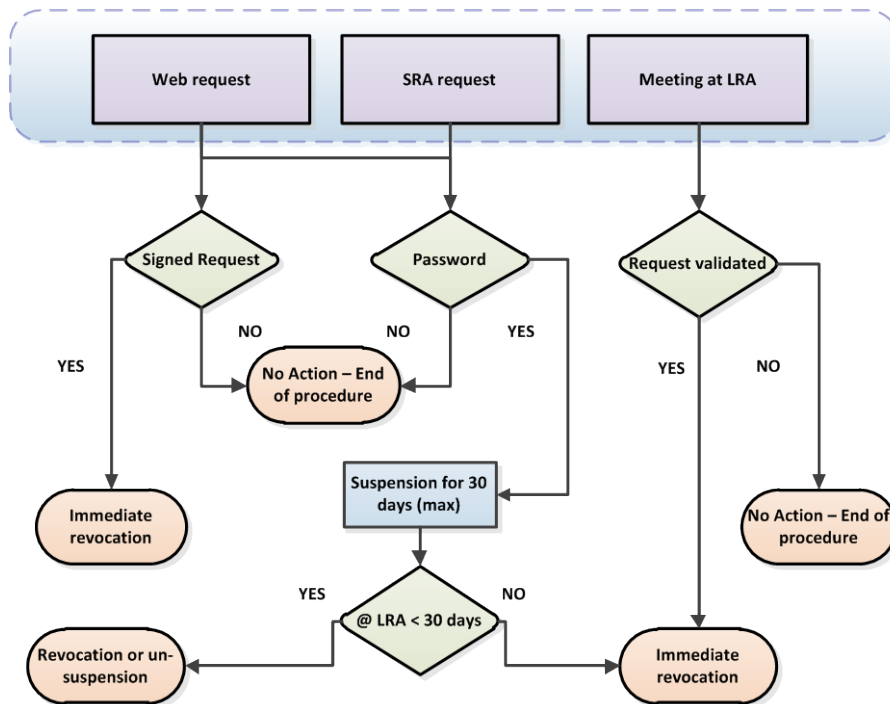 Web request
SRA request
Meeting at LRA
Signed Request
Password
Request validated
NO
NO
YES
YES
YES
NO
No Action – End
of procedure
Suspension for 30
days (max)
Immediate
revocation
No Action – End of
procedure
YES
NO
@ LRA < 30 days
Revocation or un-
suspension
Immediate
revocation